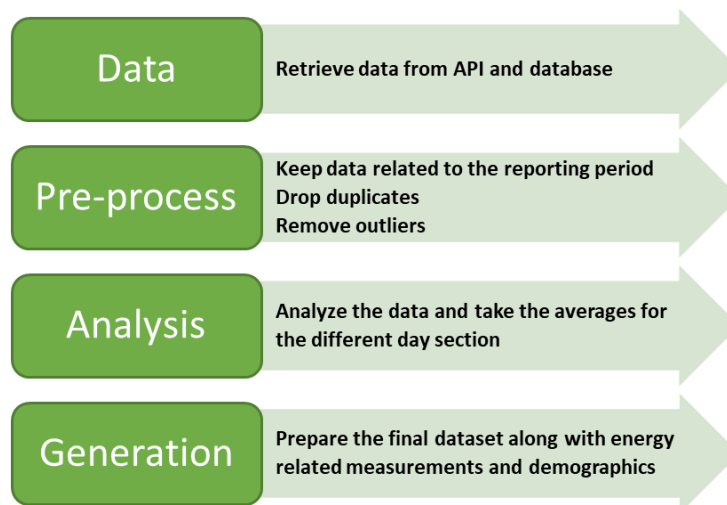 Data
Retrieve data from API and database
Pre-process
Keep data related to the reporting period
Drop duplicates
Remove outliers
Analysis
Analyze the data and take the averages for
the different day section
Generation
Prepare the final dataset along with energy
related measurements and demographics